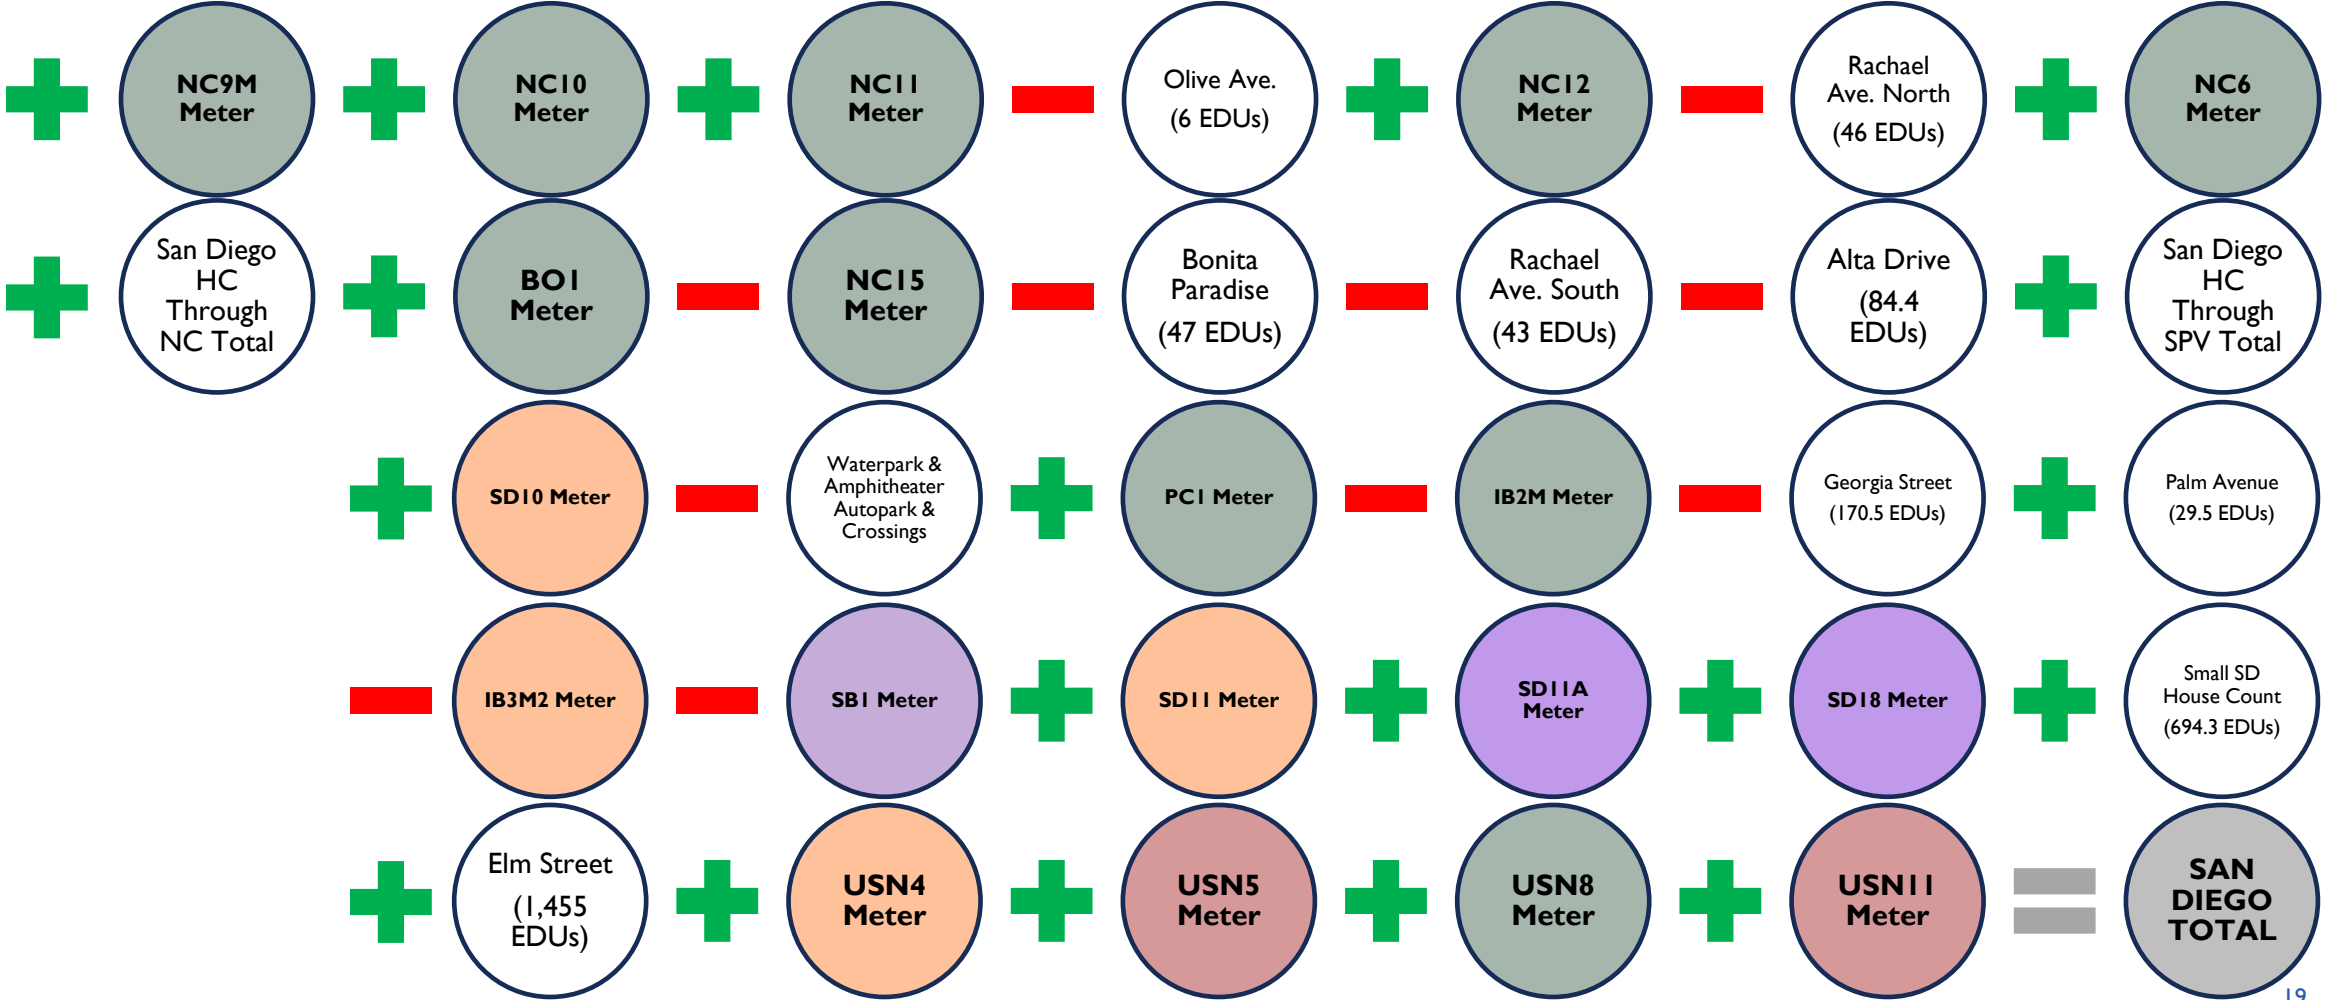 NC9M
Meter
NC10
Meter
NC11
Meter
Olive Ave.
(6 EDUs)
NC12
Meter
Rachael
Ave. North
(46 EDUs)
NC6
Meter
San Diego
HC
Through
NC Total
BO1
Meter
NC15
Meter
Bonita
Paradise
(47 EDUs)
Rachael
Ave. South
(43 EDUs)
Alta Drive
(84.4
EDUs)
San Diego
HC
Through
SPV Total
SD10 Meter
Waterpark &
Amphitheater
Autopark &
Crossings
PC1 Meter
IB2M Meter
Georgia Street
(170.5 EDUs)
Palm Avenue
(29.5 EDUs)
IB3M2 Meter
SB1 Meter
SD11 Meter
SD11A
Meter
SD18 Meter
Small SD
House Count
(694.3 EDUs)
Elm Street
(1,455
EDUs)
USN4
Meter
USN5
Meter
USN8
Meter
USN11
Meter
SAN
DIEGO
TOTAL
19